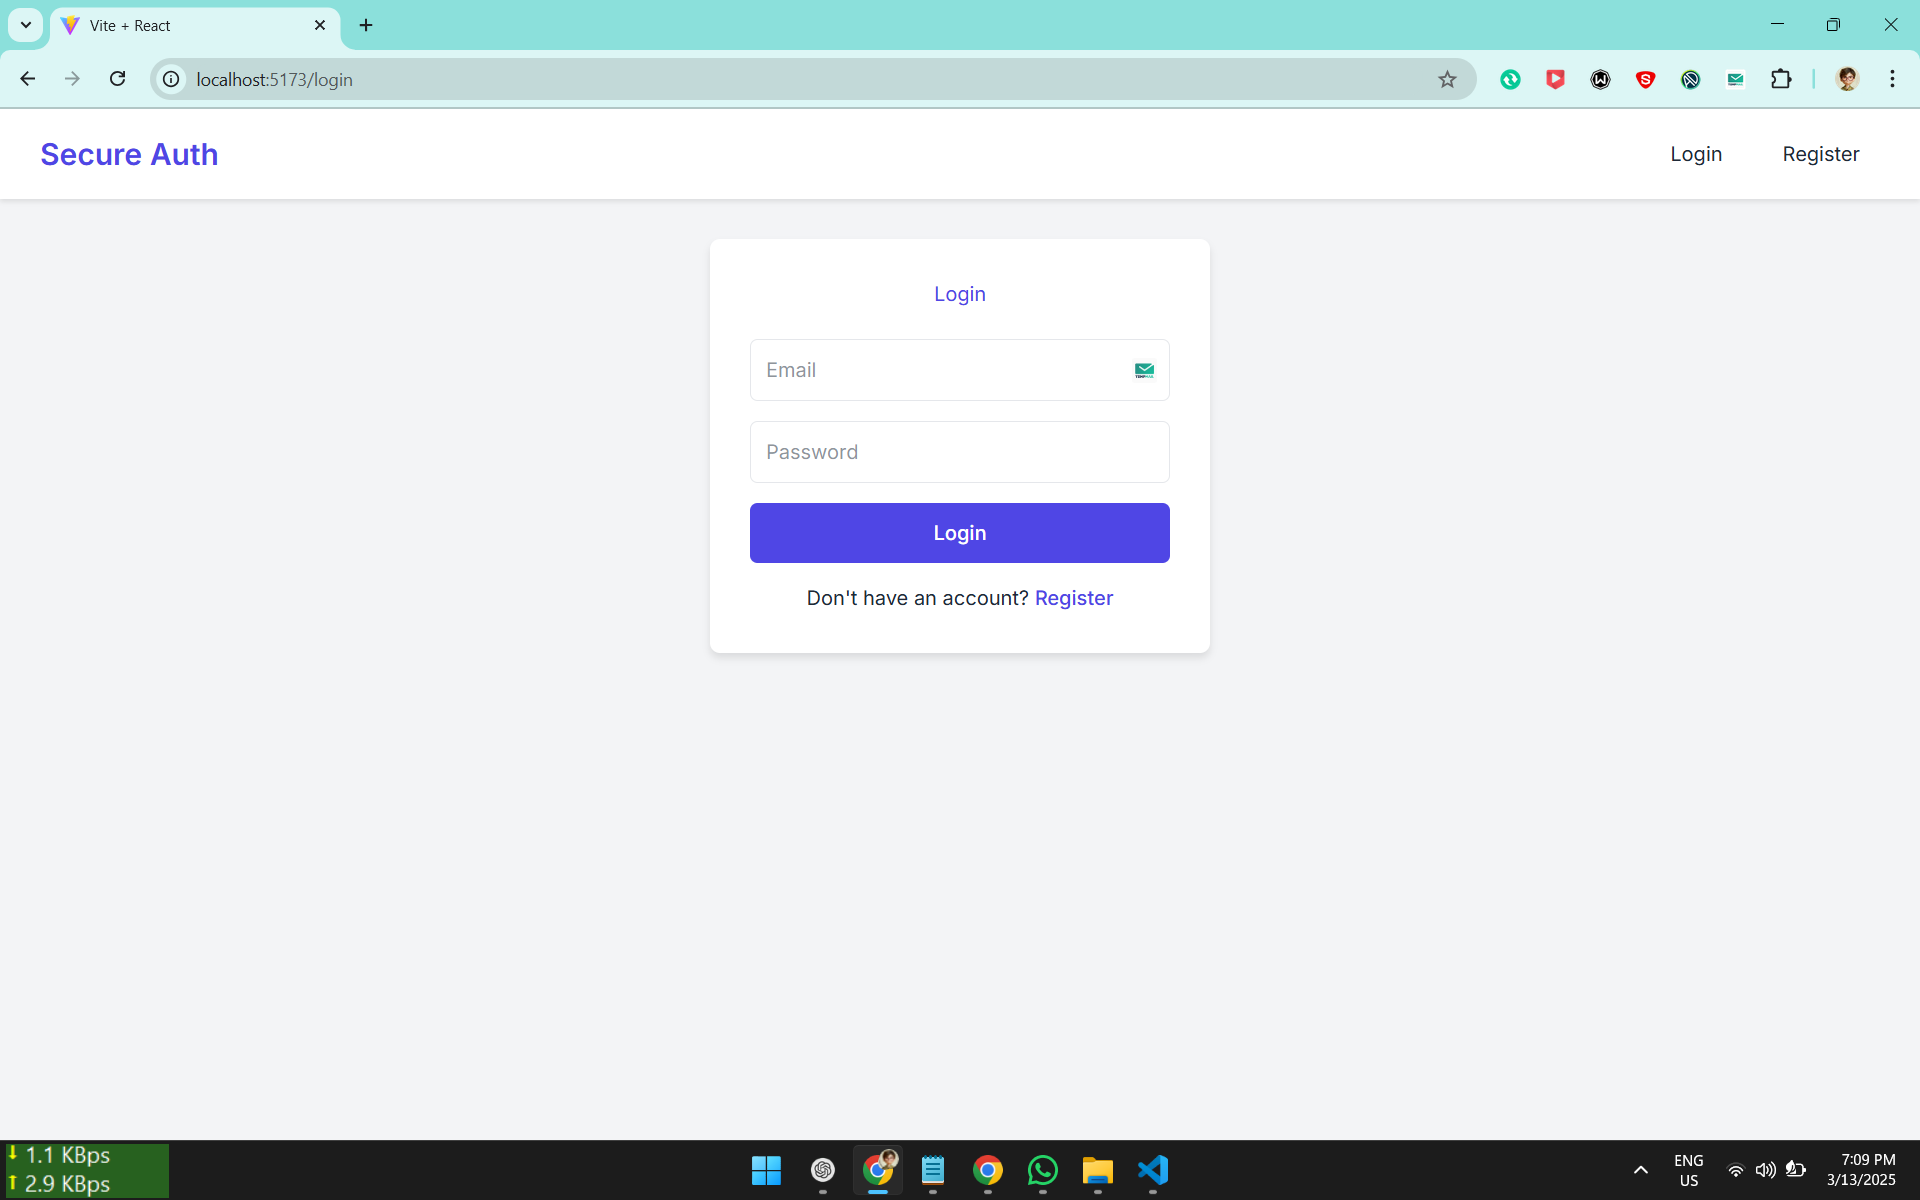 Vite + React
localhost:5173/login
Secure Auth
Login
Register
Login
Email
Password
Login
Don't have an account? Register
1.1 KBps
2.9 KBps
ENG
US
7:09 PM
3/13/2025